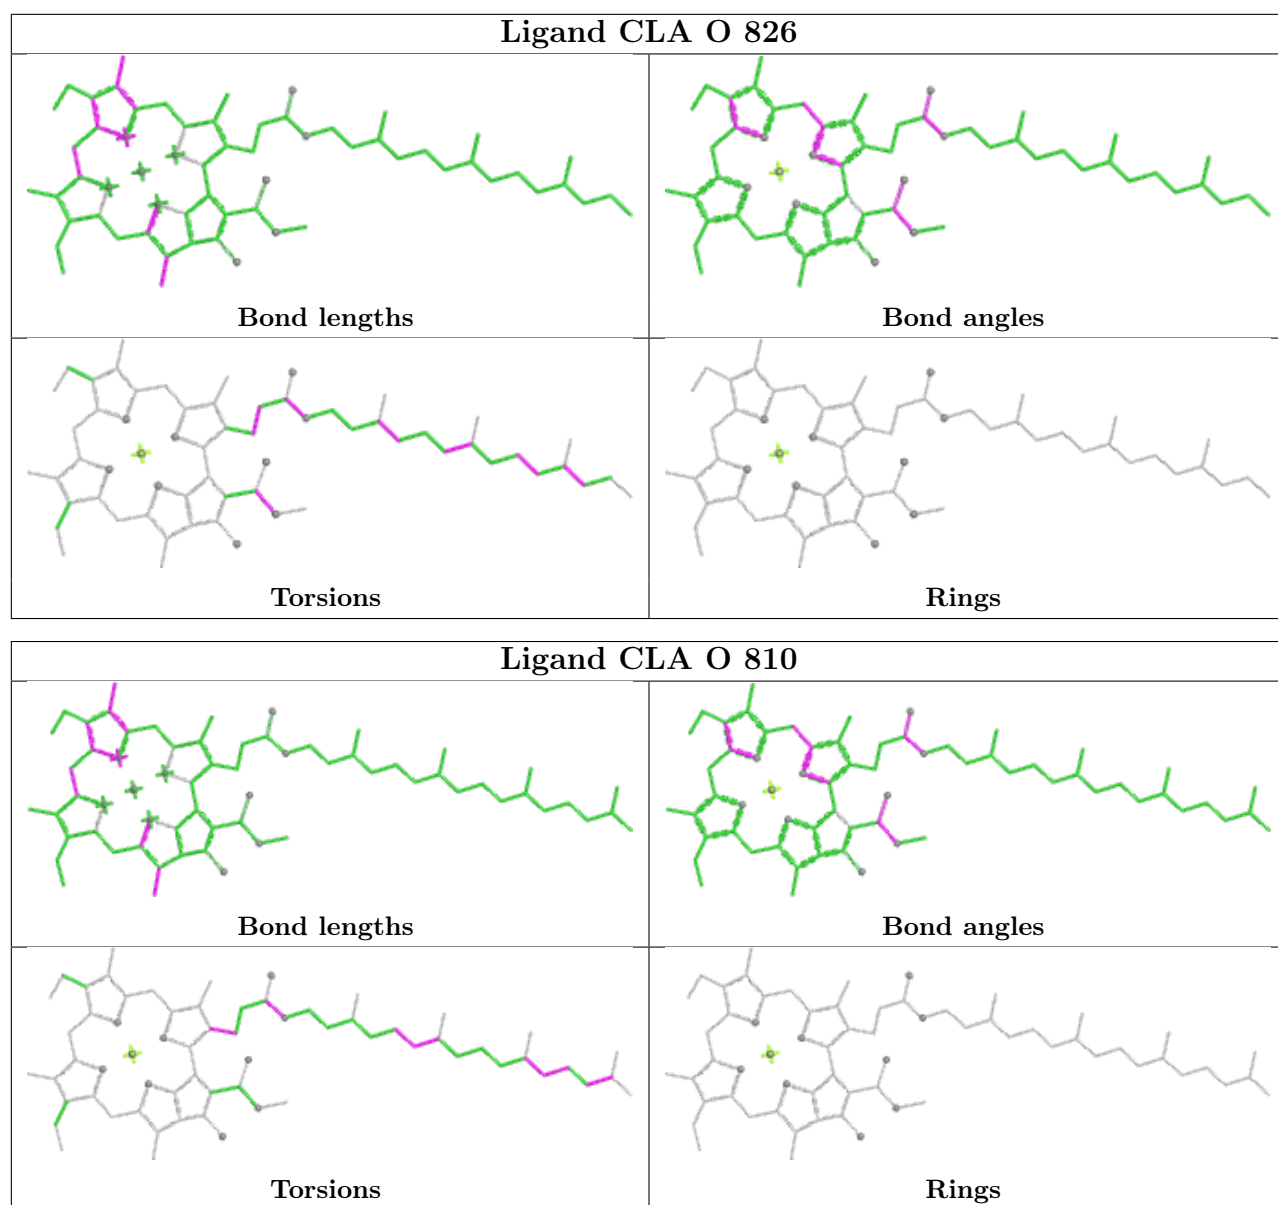 Ligand CLA O 826
Bond lengths
Bond angles
Torsions
Rings
Ligand CLA O 810
Bond lengths
Bond angles
Torsions
Rings